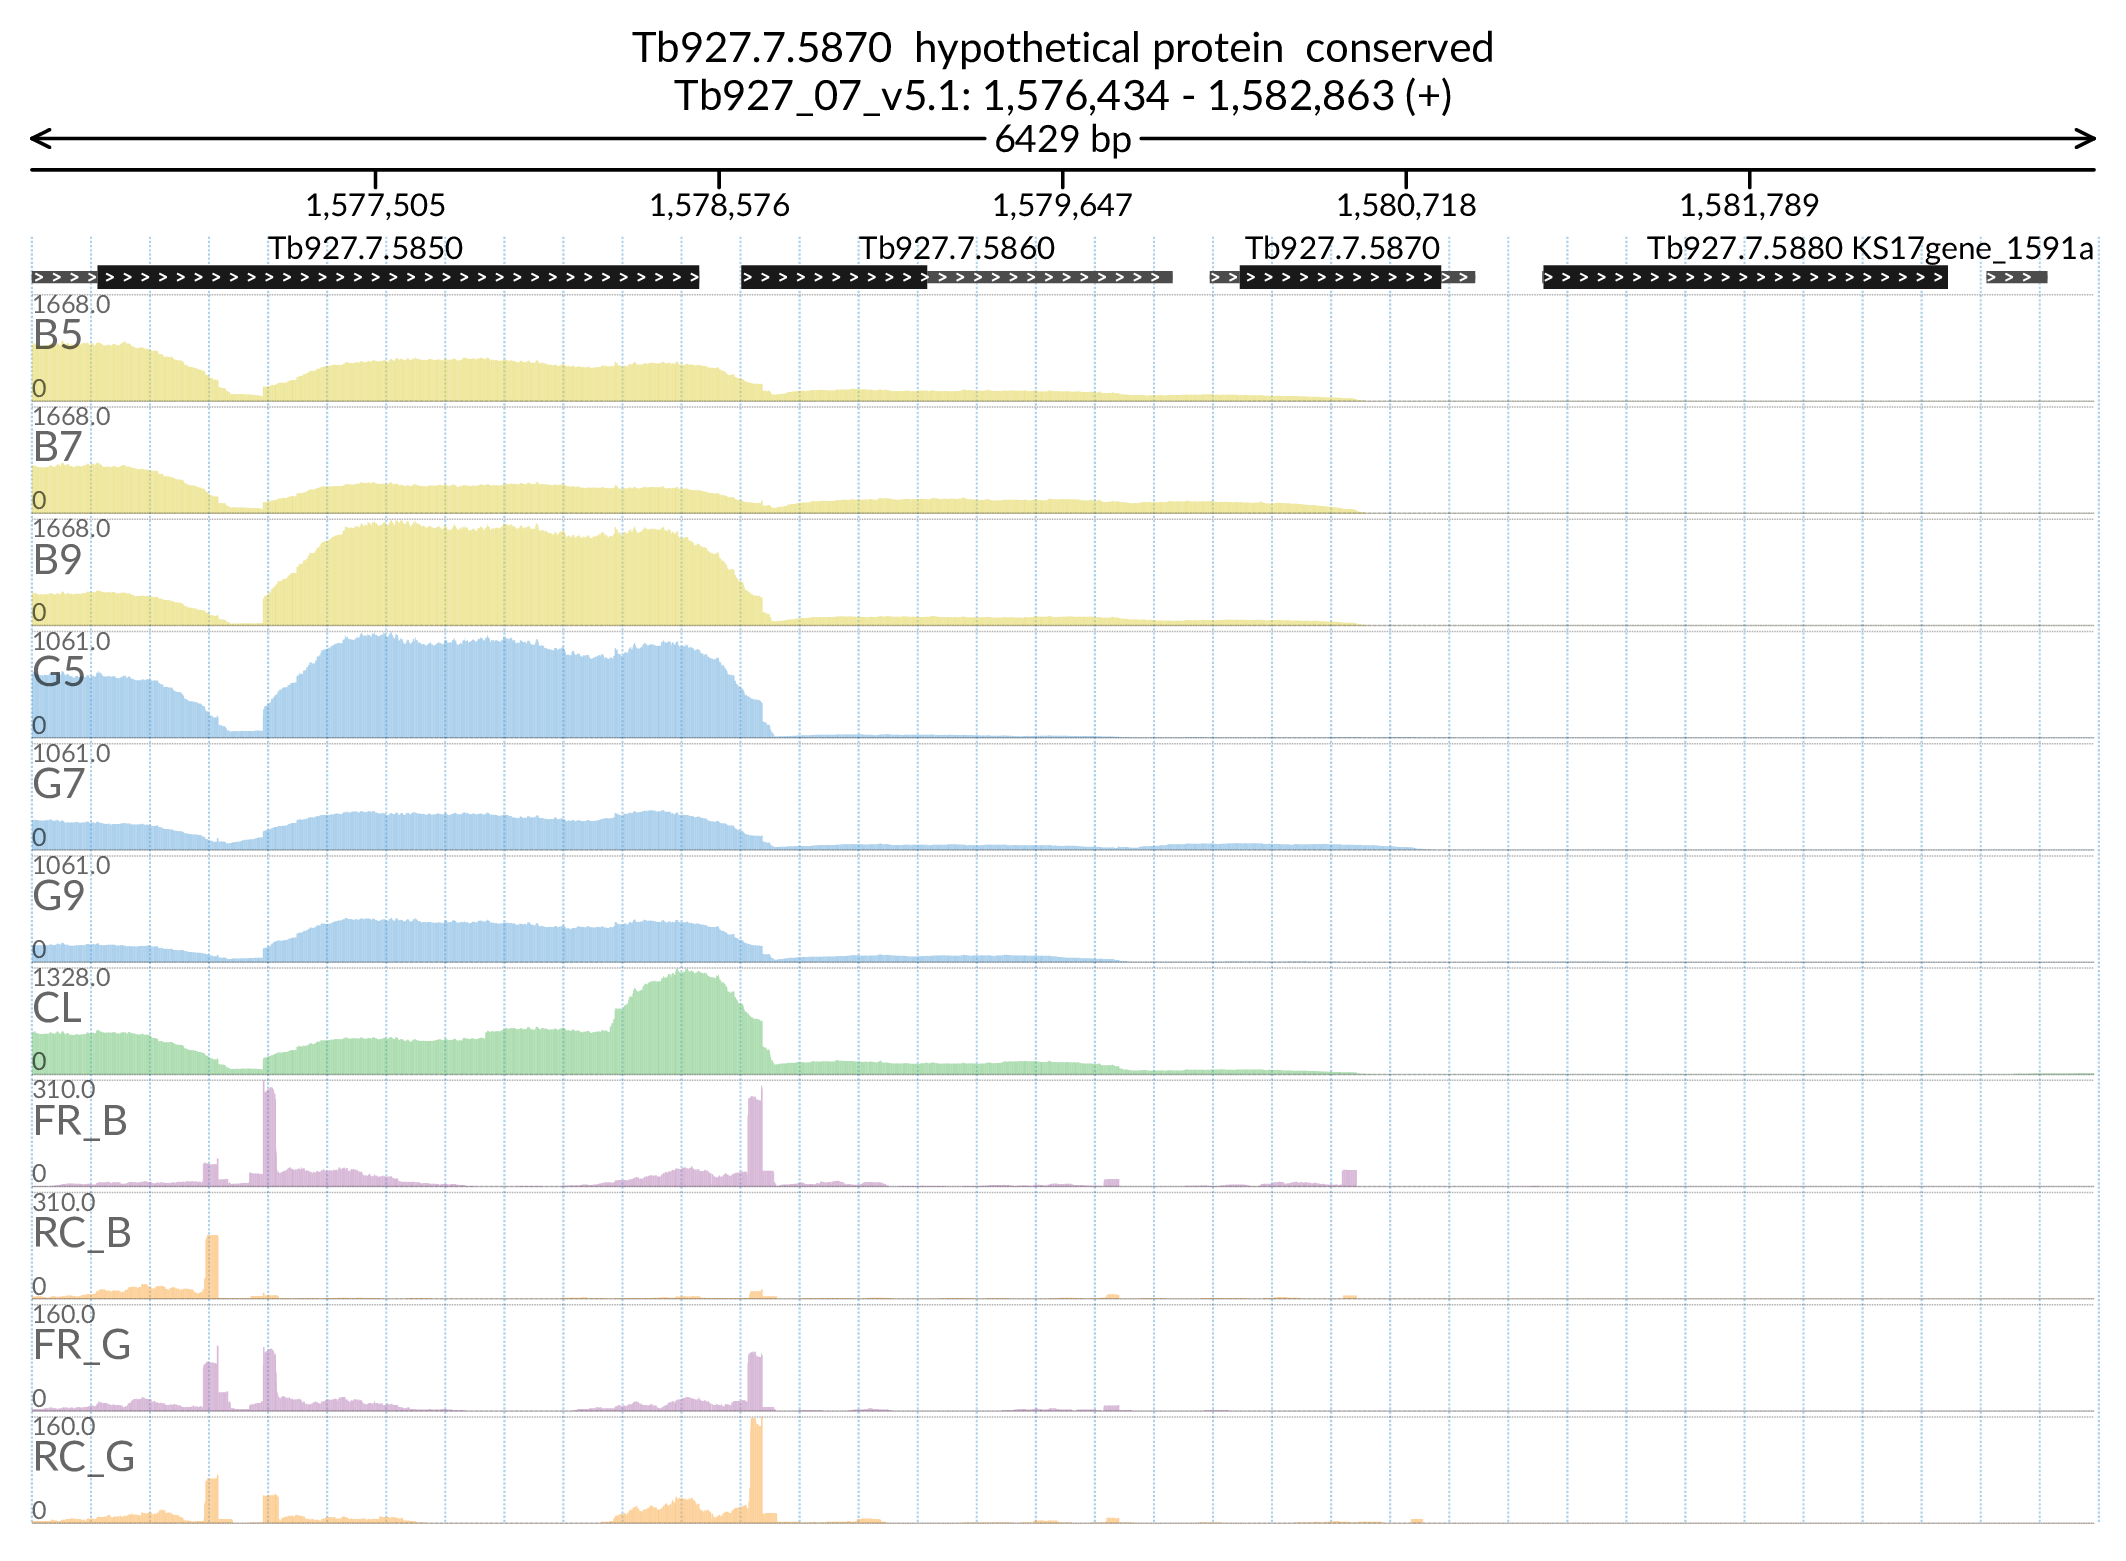 Tb927.7.5870  hypothetical protein  conserved
Tb927_07_v5.1: 1,576,434 - 1,582,863 (+)
6429 bp
1,577,505 1,578,576 1,579,647 1,580,718 1,581,789
Tb927.7.5850 Tb927.7.5860 Tb927.7.5870 Tb927.7.5880 KS17gene_1591a
1668.0
B5
0
1668.0
B7
0
1668.0
B9
0
1061.0
G5
0
1061.0
G7
0
1061.0
G9
0
1328.0
CL
0
310.0
FR_B
0
310.0
RC_B
0
160.0
FR_G
0
160.0
RC_G
0